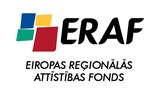 ERAF
EIROPAS REĢIONĀLĀS
ATTĪSTĪBAS FONDS